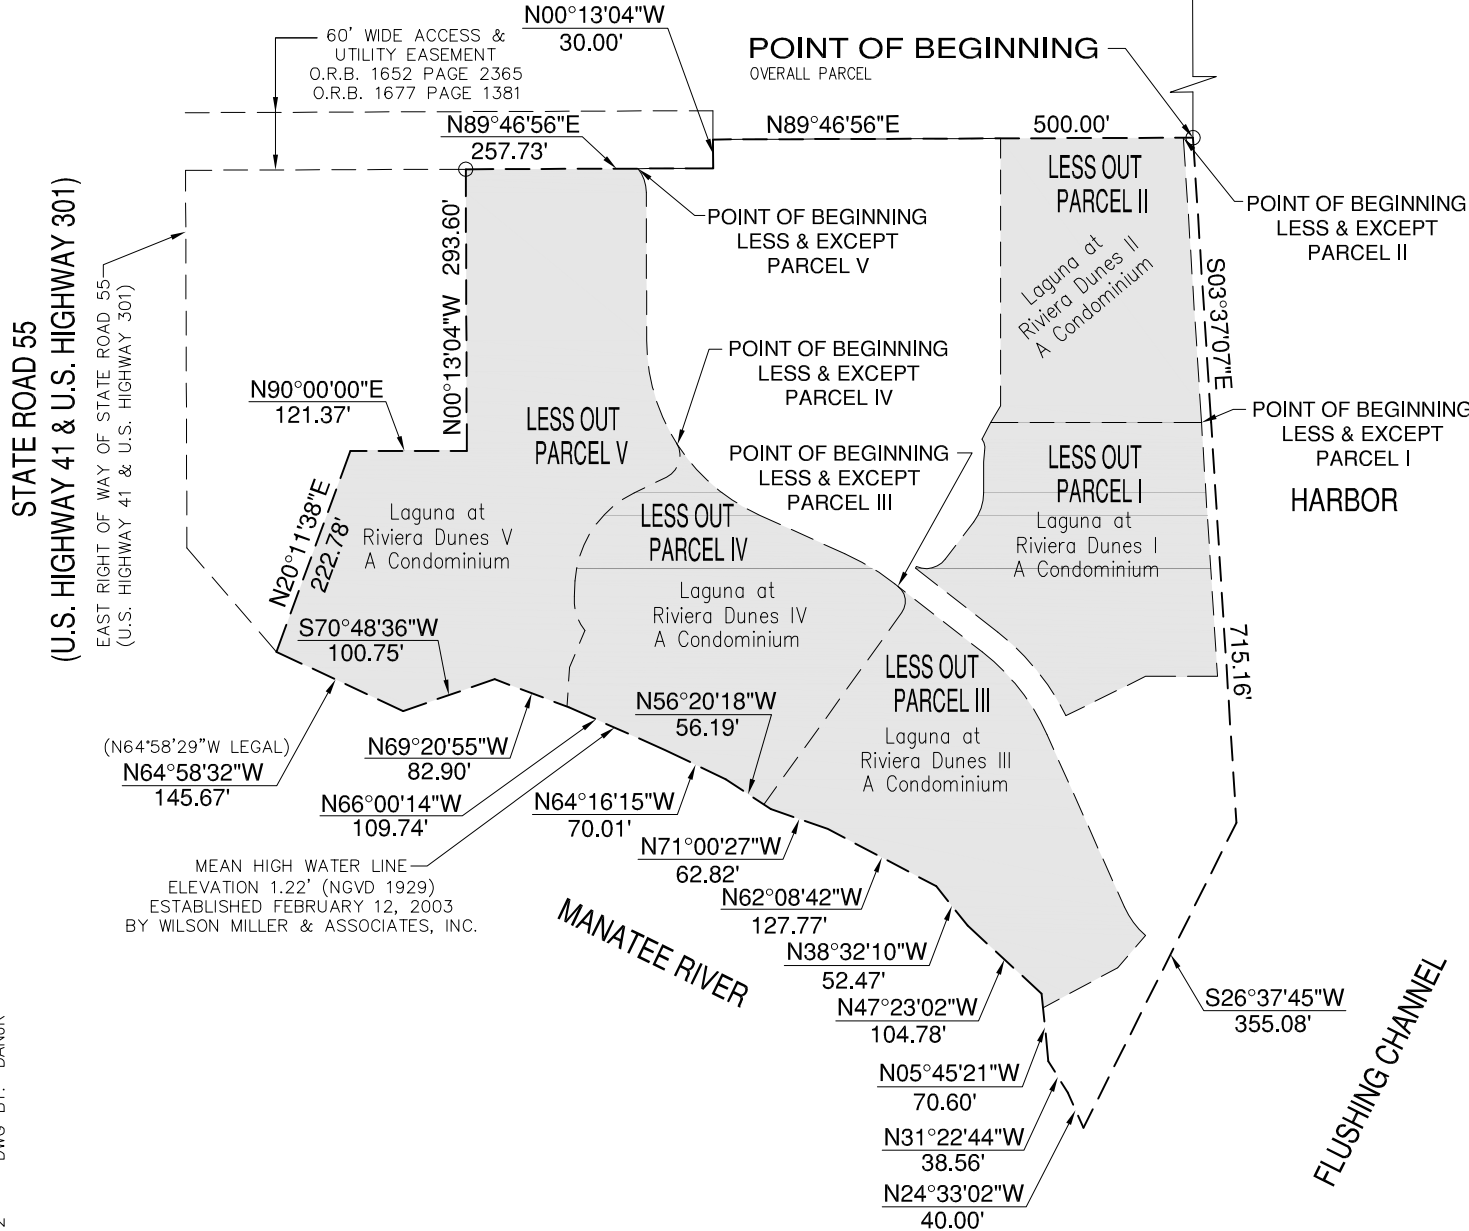 N00°13'04"W
30.00'
60' WIDE ACCESS &
UTILITY EASEMENT
O.R.B. 1652 PAGE 2365
O.R.B. 1677 PAGE 1381
POINT OF BEGINNING
OVERALL PARCEL
N89°46'56"E
257.73'
N89°46'56"E
500.00'
LESS OUT
PARCEL II
Laguna at
Riviera Dunes II
A Condominium
POINT OF BEGINNING
LESS & EXCEPT
PARCEL II
POINT OF BEGINNING
LESS & EXCEPT
PARCEL V
STATE ROAD 55
(U.S. HIGHWAY 41 & U.S. HIGHWAY 301)
EAST RIGHT OF WAY OF STATE ROAD 55
(U.S. HIGHWAY 41 & U.S. HIGHWAY 301)
N00°13'04"W 293.60'
S03°37'07"E
715.16'
POINT OF BEGINNING
LESS & EXCEPT
PARCEL IV
N90°00'00"E
121.37'
LESS OUT
PARCEL V
Laguna at
Riviera Dunes V
A Condominium
POINT OF BEGINNING
LESS & EXCEPT
PARCEL III
POINT OF BEGINNING
LESS & EXCEPT
PARCEL I
LESS OUT
PARCEL I
Laguna at
Riviera Dunes I
A Condominium
HARBOR
N20°11'38"E
222.78'
LESS OUT
PARCEL IV
Laguna at
Riviera Dunes IV
A Condominium
S70°48'36"W
100.75'
LESS OUT
PARCEL III
Laguna at
Riviera Dunes III
A Condominium
N56°20'18"W
56.19'
(N64°58'29"W LEGAL)
N64°58'32"W
145.67'
N69°20'55"W
82.90'
N66°00'14"W
109.74'
N64°16'15"W
70.01'
N71°00'27"W
62.82'
MEAN HIGH WATER LINE
ELEVATION 1.22' (NGVD 1929)
ESTABLISHED FEBRUARY 12, 2003
BY WILSON MILLER & ASSOCIATES, INC.
N62°08'42"W
127.77'
MANATEE RIVER
N38°32'10"W
52.47'
N47°23'02"W
104.78'
S26°37'45"W
355.08'
FLUSHING CHANNEL
N05°45'21"W
70.60'
N31°22'44"W
38.56'
N24°33'02"W
40.00'